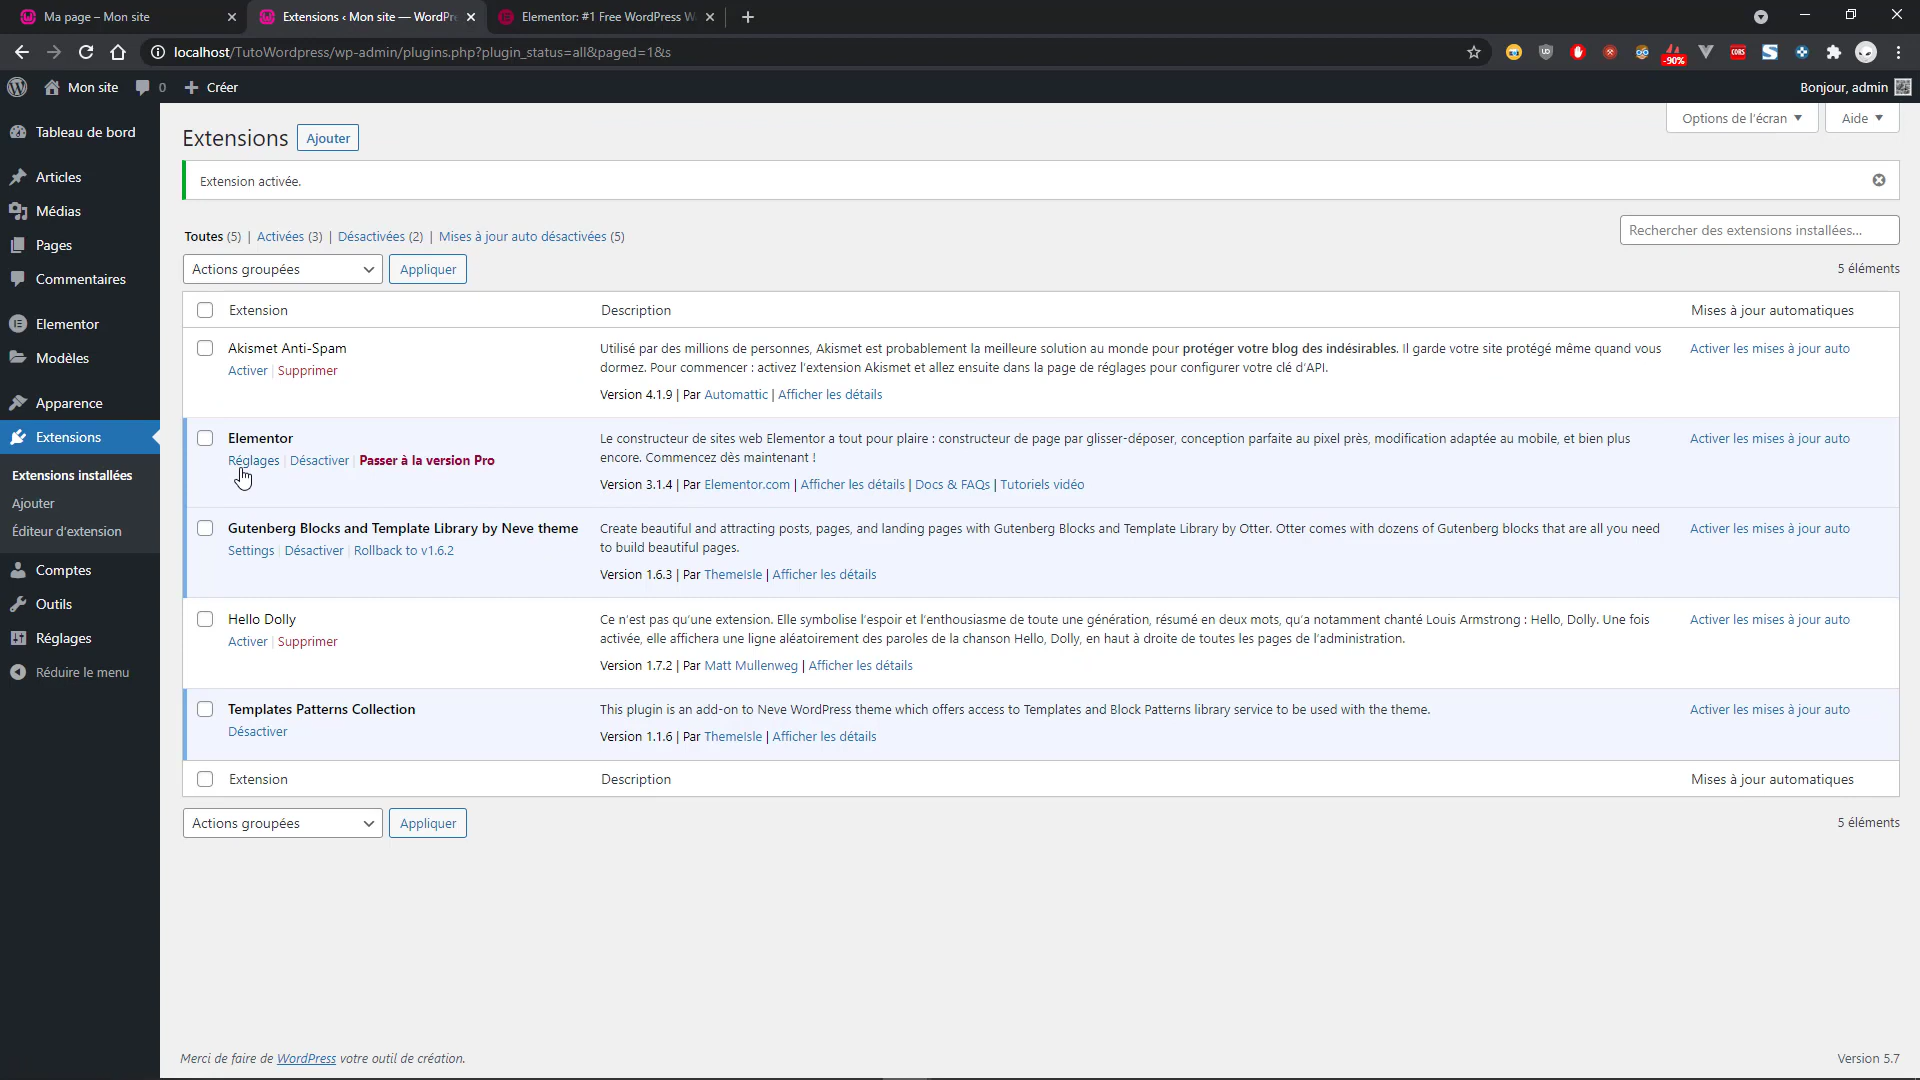 Ma page – Mon site
Extensions ‹ Mon site — WordPr
Elementor: #1 Free WordPress W
localhost/TutoWordpress/wp-admin/plugins.php?plugin_status=all&paged=1&s
-90%
CORS
Mon site
0
Créer
Bonjour, admin
Tableau de bord
Articles
Médias
Pages
Commentaires
Elementor
Modèles
Apparence
Extensions
Extensions installées
Ajouter
Éditeur d’extension
Comptes
Outils
Réglages
Réduire le menu
Options de l’écran
Aide
Extensions
Ajouter
Extension activée.
Toutes (5) | Activées (3) | Désactivées (2) | Mises à jour auto désactivées (5)
Rechercher des extensions installées...
Actions groupées
Appliquer
5 éléments
Extension
Description
Mises à jour automatiques
Akismet Anti-Spam
Activer | Supprimer
Utilisé par des millions de personnes, Akismet est probablement la meilleure solution au monde pour protéger votre blog des indésirables. Il garde votre site protégé même quand vous
dormez. Pour commencer : activez l’extension Akismet et allez ensuite dans la page de réglages pour configurer votre clé d’API.
Version 4.1.9 | Par Automattic | Afficher les détails
Activer les mises à jour auto
Elementor
Réglages | Désactiver | Passer à la version Pro
Le constructeur de sites web Elementor a tout pour plaire : constructeur de page par glisser-déposer, conception parfaite au pixel près, modification adaptée au mobile, et bien plus
encore. Commencez dès maintenant !
Version 3.1.4 | Par Elementor.com | Afficher les détails | Docs & FAQs | Tutoriels vidéo
Activer les mises à jour auto
Gutenberg Blocks and Template Library by Neve theme
Settings | Désactiver | Rollback to v1.6.2
Create beautiful and attracting posts, pages, and landing pages with Gutenberg Blocks and Template Library by Otter. Otter comes with dozens of Gutenberg blocks that are all you need
to build beautiful pages.
Version 1.6.3 | Par ThemeIsle | Afficher les détails
Activer les mises à jour auto
Hello Dolly
Activer | Supprimer
Ce n’est pas qu’une extension. Elle symbolise l’espoir et l’enthousiasme de toute une génération, résumé en deux mots, qu’a notamment chanté Louis Armstrong : Hello, Dolly. Une fois
activée, elle affichera une ligne aléatoirement des paroles de la chanson Hello, Dolly, en haut à droite de toutes les pages de l’administration.
Version 1.7.2 | Par Matt Mullenweg | Afficher les détails
Activer les mises à jour auto
Templates Patterns Collection
Désactiver
This plugin is an add-on to Neve WordPress theme which offers access to Templates and Block Patterns library service to be used with the theme.
Version 1.1.6 | Par ThemeIsle | Afficher les détails
Activer les mises à jour auto
Extension
Description
Mises à jour automatiques
Actions groupées
Appliquer
5 éléments
Merci de faire de WordPress votre outil de création.
Version 5.7